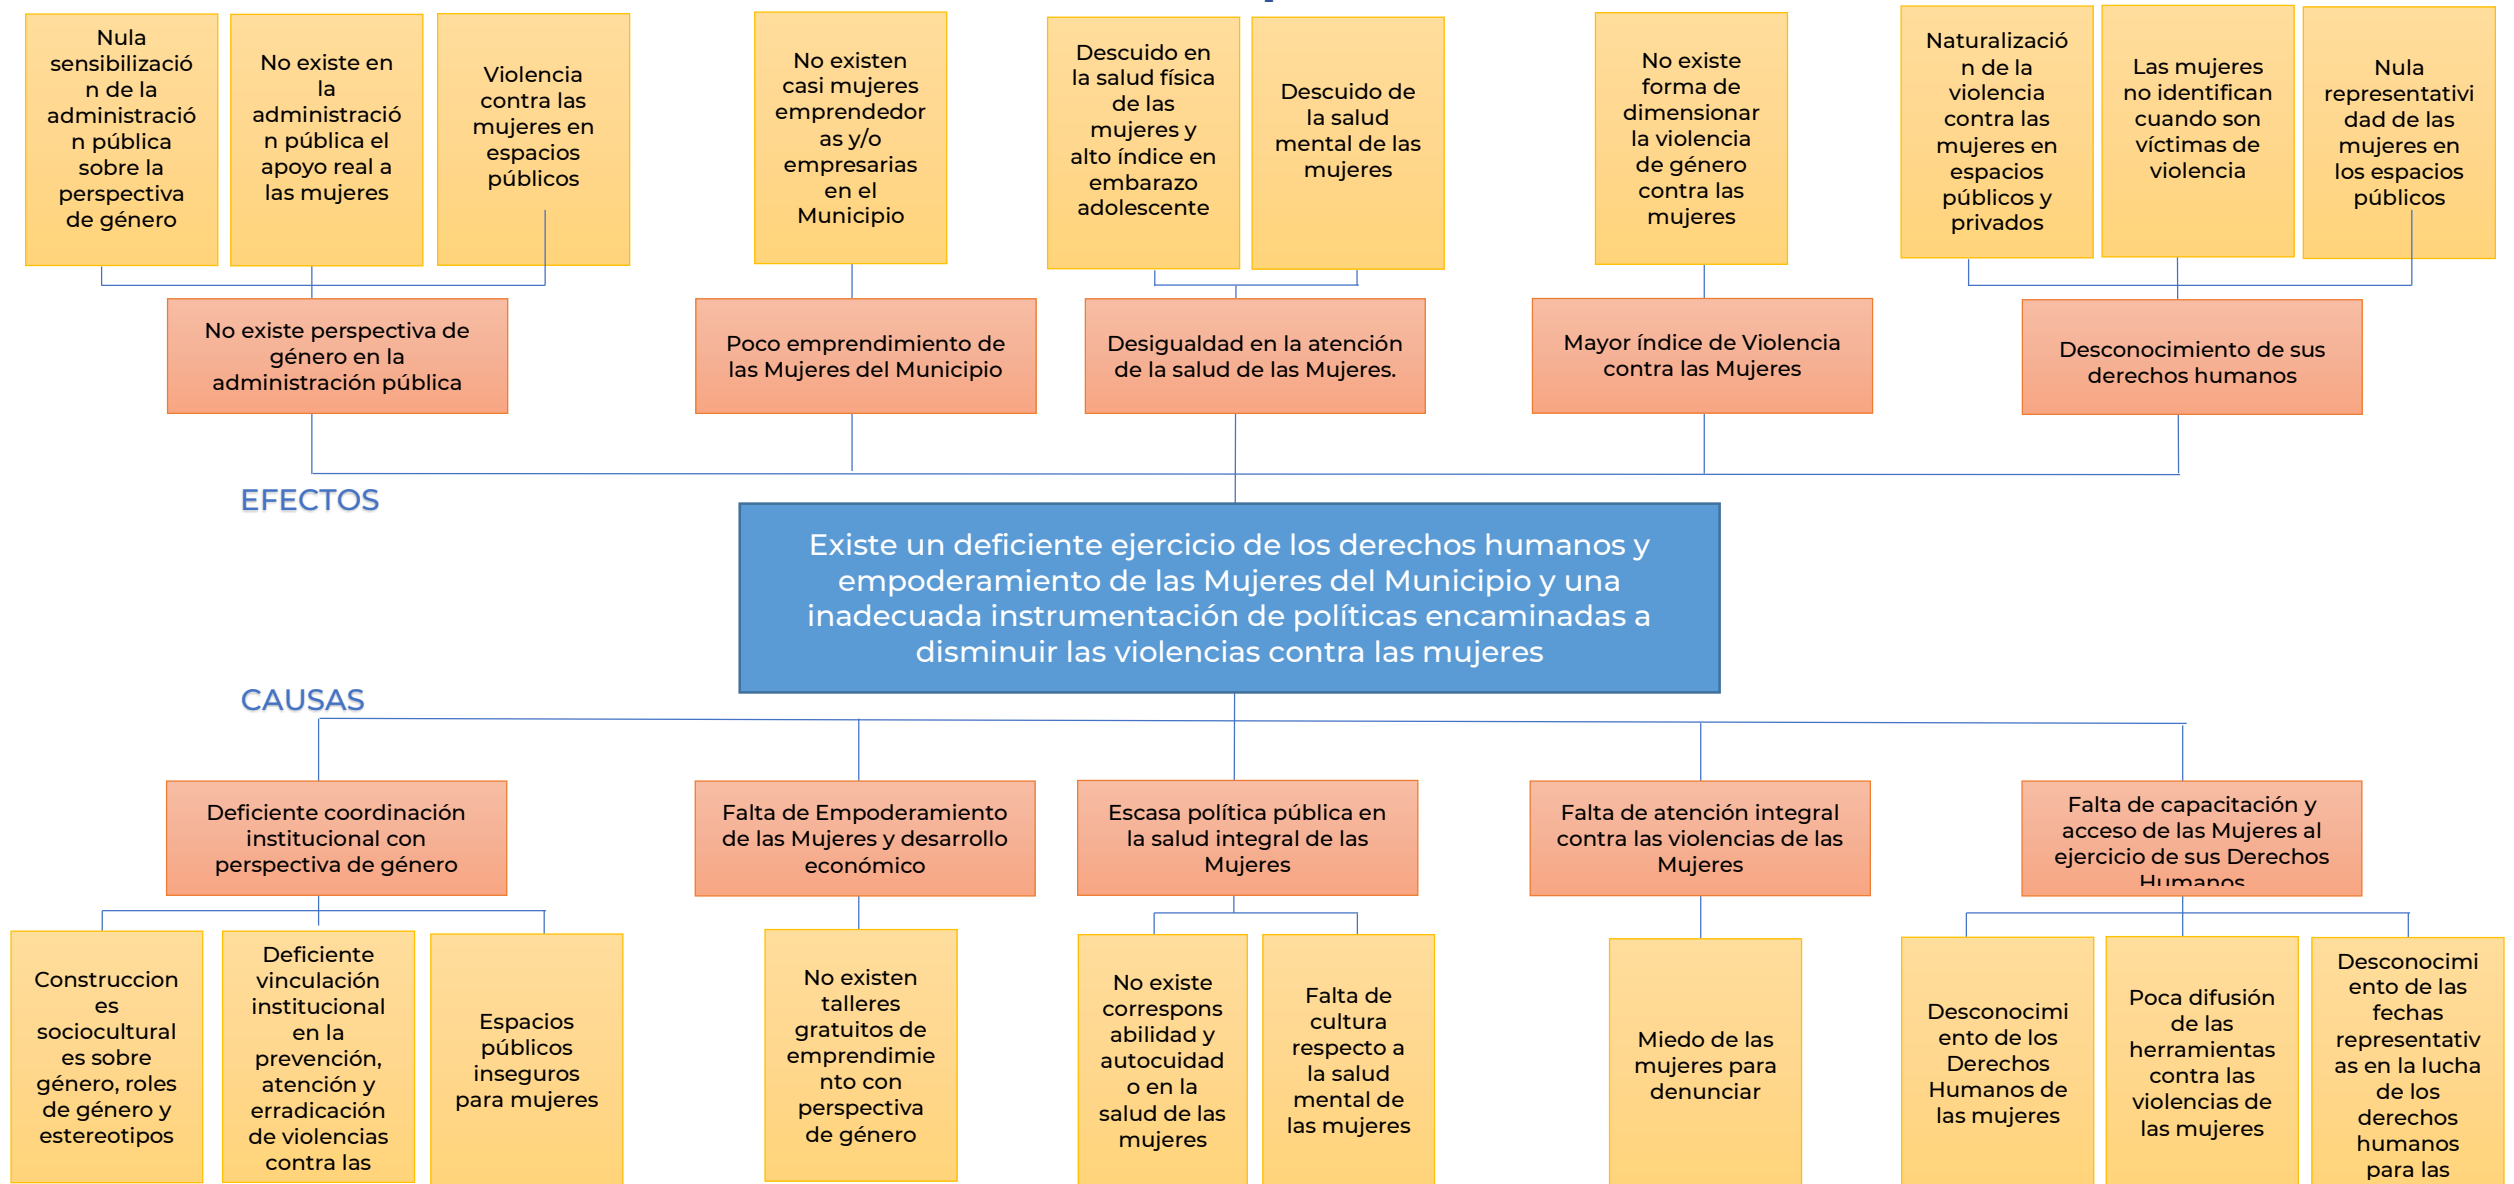 Nula
sensibilizació
n de la
administració
n pública
sobre la
perspectiva
de género
No existe en
la
administració
n pública el
apoyo real a
las mujeres
Violencia
contra las
mujeres en
espacios
públicos
No existen
casi mujeres
emprendedor
as y/o
empresarias
en el
Municipio
Descuido en
la salud física
de las
mujeres y
alto índice en
embarazo
adolescente
Descuido de
la salud
mental de las
mujeres
No existe
forma de
dimensionar
la violencia
de género
contra las
mujeres
Naturalizació
n de la
violencia
contra las
mujeres en
espacios
públicos y
privados
Las mujeres
no identifican
cuando son
víctimas de
violencia
Nula
representativi
dad de las
mujeres en
los espacios
públicos
No existe perspectiva de
género en la
administración pública
Poco emprendimiento de
las Mujeres del Municipio
Desigualdad en la atención
de la salud de las Mujeres.
Mayor índice de Violencia
contra las Mujeres
Desconocimiento de sus
derechos humanos
EFECTOS
Existe un deficiente ejercicio de los derechos humanos y
empoderamiento de las Mujeres del Municipio y una
inadecuada instrumentación de políticas encaminadas a
disminuir las violencias contra las mujeres
CAUSAS
Deficiente coordinación
institucional con
perspectiva de género
Falta de Empoderamiento
de las Mujeres y desarrollo
económico
Escasa política pública en
la salud integral de las
Mujeres
Falta de atención integral
contra las violencias de las
Mujeres
Falta de capacitación y
acceso de las Mujeres al
ejercicio de sus Derechos
Humanos
Construccion
es
sociocultural
es sobre
género, roles
de género y
estereotipos
Deficiente
vinculación
institucional
en la
prevención,
atención y
erradicación
de violencias
contra las
Espacios
públicos
inseguros
para mujeres
No existen
talleres
gratuitos de
emprendimie
nto con
perspectiva
de género
No existe
correspons
abilidad y
autocuidad
o en la
salud de las
mujeres
Falta de
cultura
respecto a
la salud
mental de
las mujeres
Miedo de las
mujeres para
denunciar
Desconocimi
ento de los
Derechos
Humanos de
las mujeres
Poca difusión
de las
herramientas
contra las
violencias de
las mujeres
Desconocimi
ento de las
fechas
representativ
as en la lucha
de los
derechos
humanos
para las